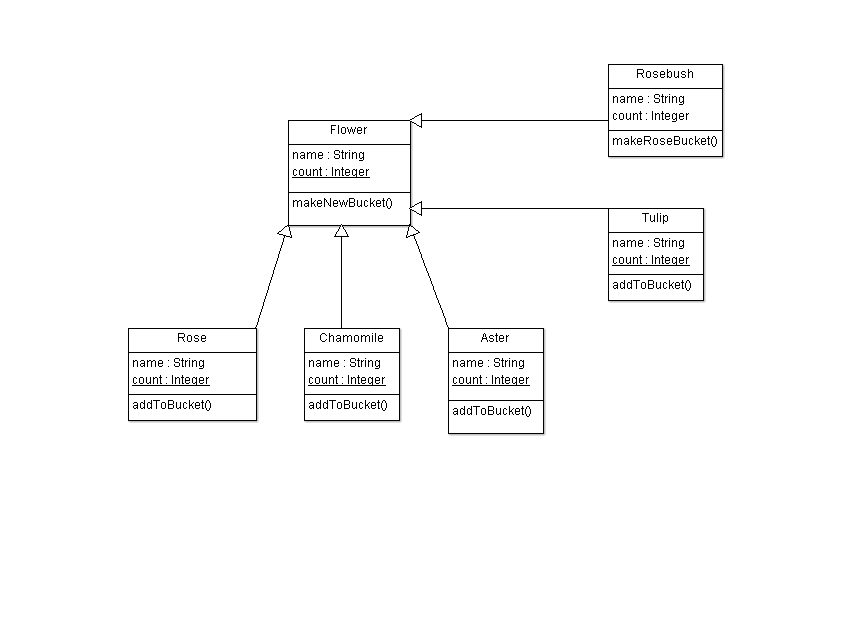 Rosebush
name : String
count : Integer
makeRoseBucket()
Flower
name : String
count : Integer
makeNewBucket()
Tulip
name : String
count : Integer
addToBucket()
Rose
name : String
count : Integer
addToBucket()
Chamomile
name : String
count : Integer
addToBucket()
Aster
name : String
count : Integer
addToBucket()